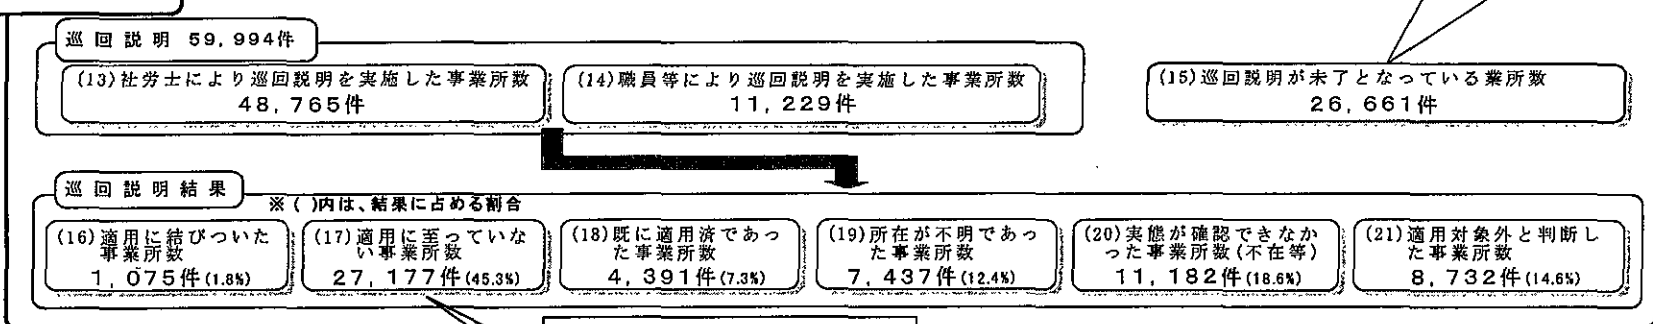 巡回説明 59,994件
(13)社労士により巡回説明を実施した事業所数
48,765件
(14)職員等により巡回説明を実施した事業所数
11,229件
(15)巡回説明が未了となっている業所数
26,661件
巡回説明結果
※( )内は、結果に占める割合
(16)適用に結びついた
事業所数
1,075件(1.8%)
(17)適用に至っていな
い事業所数
27,177件(45.3%)
(18)既に適用済であっ
た事業所数
4,391件(7.3%)
(19)所在が不明であっ
た事業所数
7,437件(12.4%)
(20)実態が確認できなか
った事業所数(不在等)
11,182件(18.6%)
(21)適用対象外と判断し
た事業所数
8,732件(14.6%)